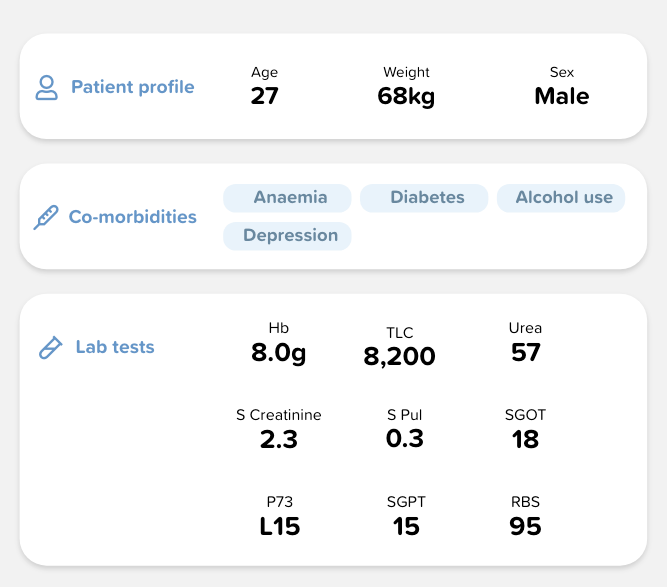 Patient profile
Age
27
Weight
68kg
Sex
Male
Co-morbidities
Anaemia
Diabetes
Alcohol use
Depression
Lab tests
Hb
8.0g
TLC
8,200
Urea
57
S Creatinine
2.3
S Pul
0.3
SGOT
18
P73
L15
SGPT
15
RBS
95